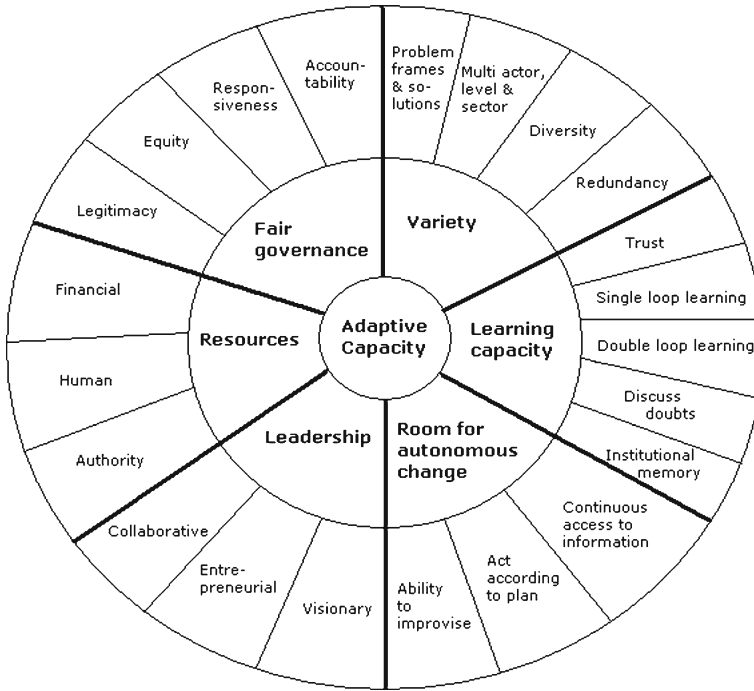 Adaptive
Capacity
Variety
Problem
frames
& so-
lutions
Multi actor,
level &
sector
Diversity
Redundancy
Learning
capacity
Trust
Single loop learning
Double loop learning
Discuss
doubts
Institutional
memory
Room for
autonomous
change
Continuous
access to
information
Act
according
to plan
Ability
to
improvise
Leadership
Visionary
Entre-
preneurial
Collaborative
Resources
Authority
Human
Financial
Fair
governance
Legitimacy
Equity
Respon-
siveness
Accoun-
tability